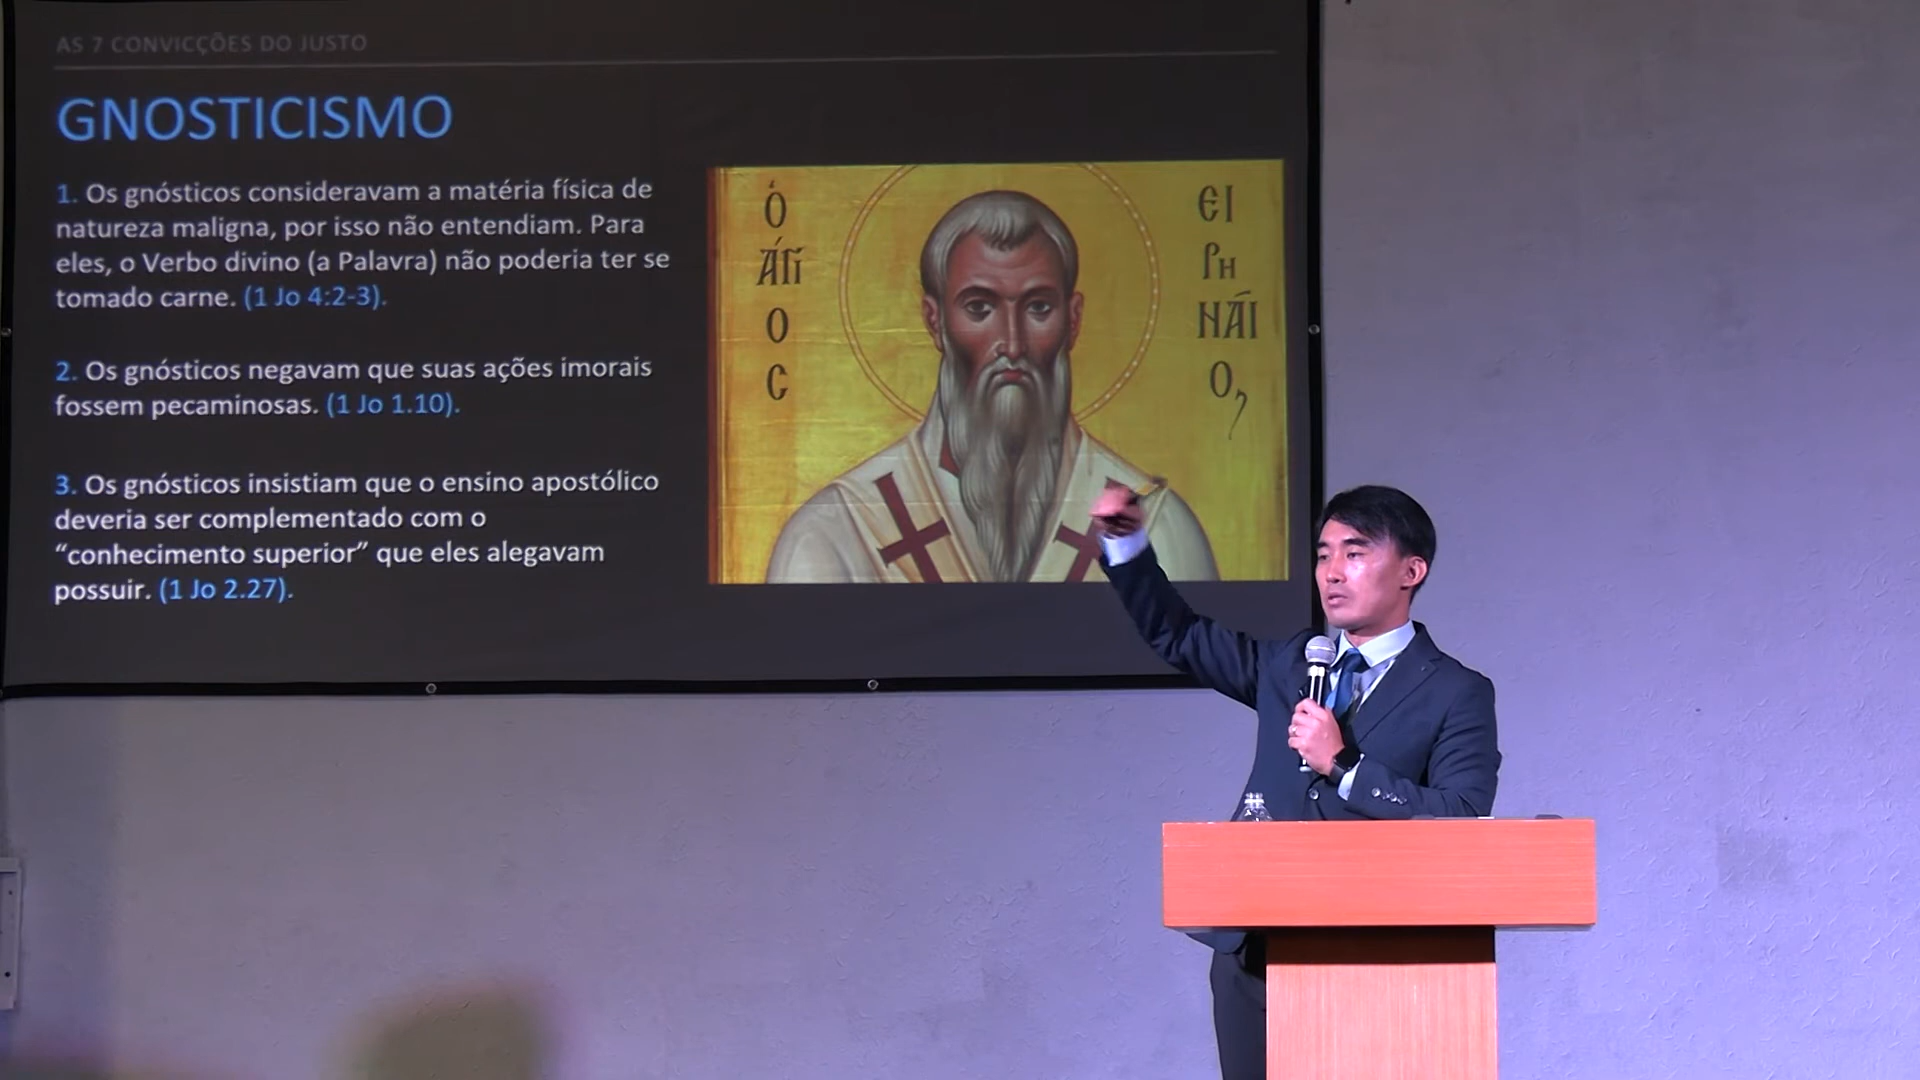 AS 7 CONVICÇÕES DO JUSTO
GNOSTICISMO
1. Os gnósticos consideravam a matéria física de
natureza maligna, por isso não entendiam. Para
eles, o Verbo divino (a Palavra) não poderia ter se
tomado carne. (1 Jo 4:2-3).
2. Os gnósticos negavam que suas ações imorais
fossem pecaminosas. (1 Jo 1.10).
3. Os gnósticos insistiam que o ensino apostólico
deveria ser complementado com o
“conhecimento superior” que eles alegavam
possuir. (1 Jo 2.27).
Ὁ
ἍΓΙ
Ο
C
ΕΙ
ΡΗ
ΝΑΪ
Ο